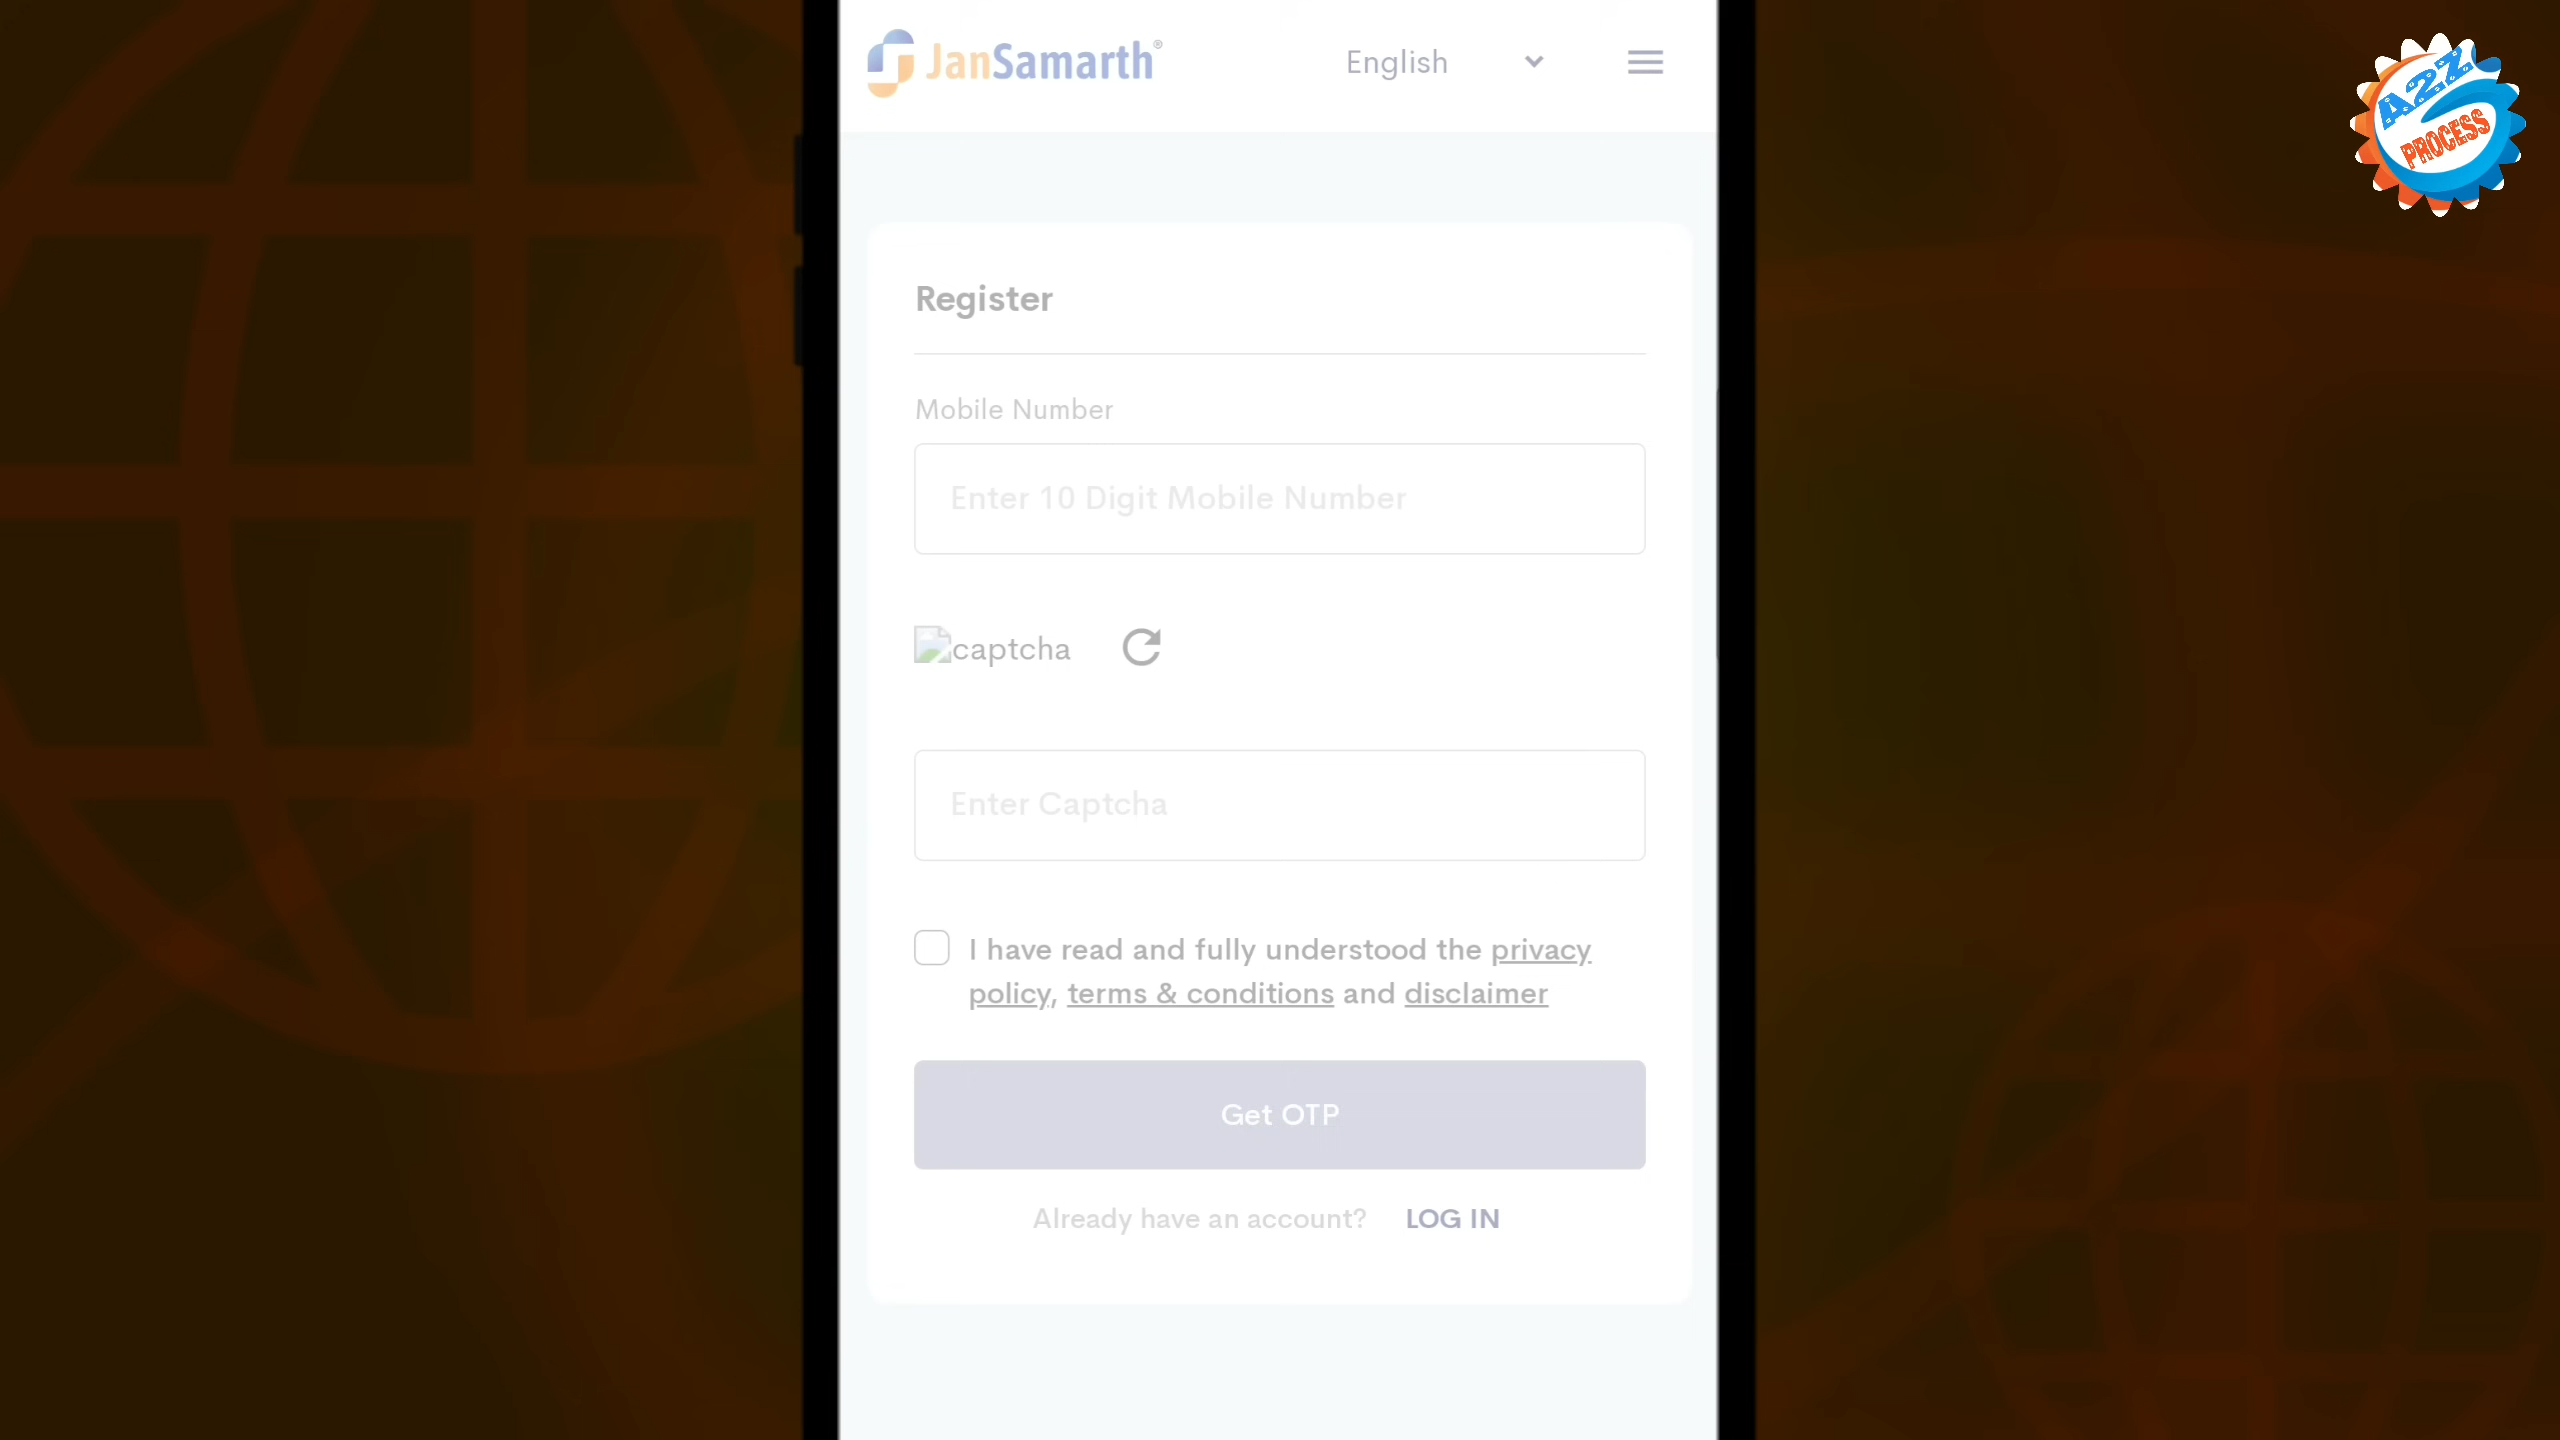 JanSamarth®
English
A2Z
PROCESS
Register
Mobile Number
Enter 10 Digit Mobile Number
captcha
Enter Captcha
I have read and fully understood the privacy
policy, terms & conditions and disclaimer
Get OTP
Already have an account? LOG IN